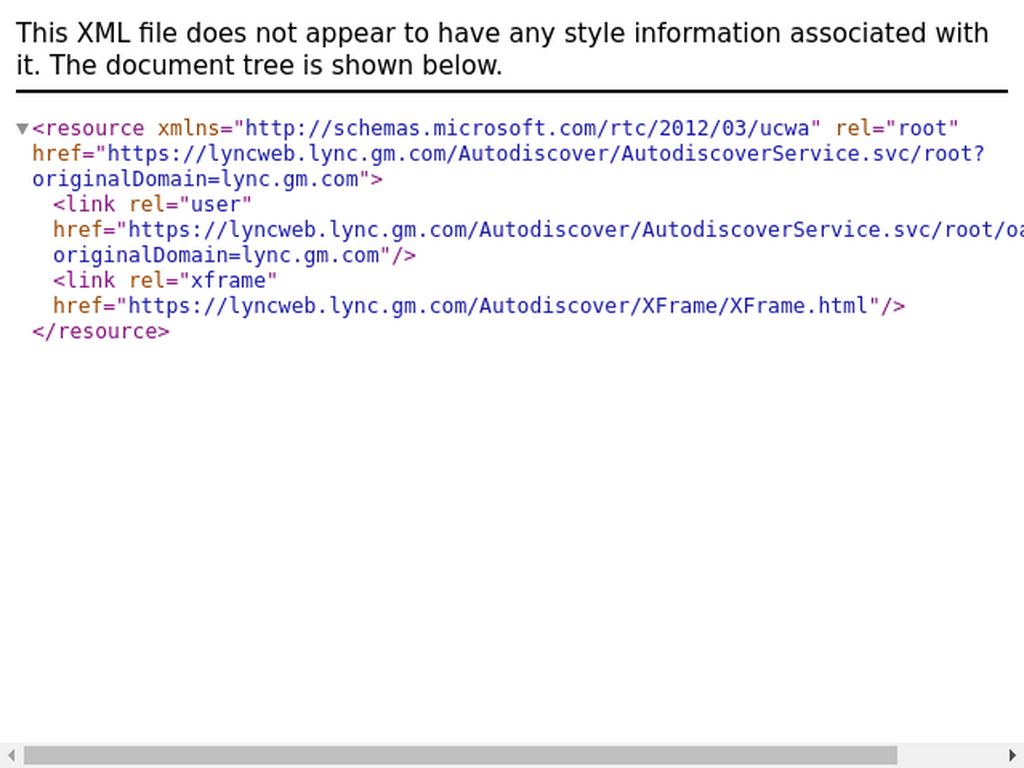 This XML file does not appear to have any style information associated with
it. The document tree is shown below.
<resource xmlns="http://schemas.microsoft.com/rtc/2012/03/ucwa" rel="root"
href="https://lyncweb.lync.gm.com/Autodiscover/AutodiscoverService.svc/root?
originalDomain=lync.gm.com">
<link rel="user"
href="https://lyncweb.lync.gm.com/Autodiscover/AutodiscoverService.svc/root/oa
originalDomain=lync.gm.com"/>
<link rel="xframe"
href="https://lyncweb.lync.gm.com/Autodiscover/XFrame/XFrame.html"/>
</resource>